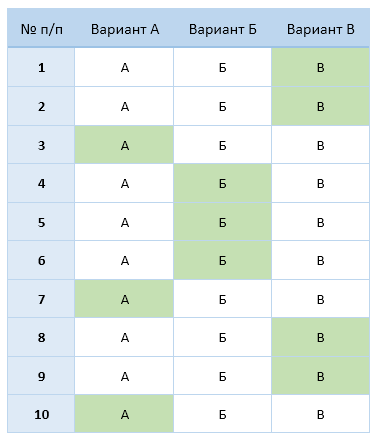 № п/п Вариант А Вариант Б Вариант В
1 А Б В
2 А Б В
3 А Б В
4 А Б В
5 А Б В
6 А Б В
7 А Б В
8 А Б В
9 А Б В
10 А Б В